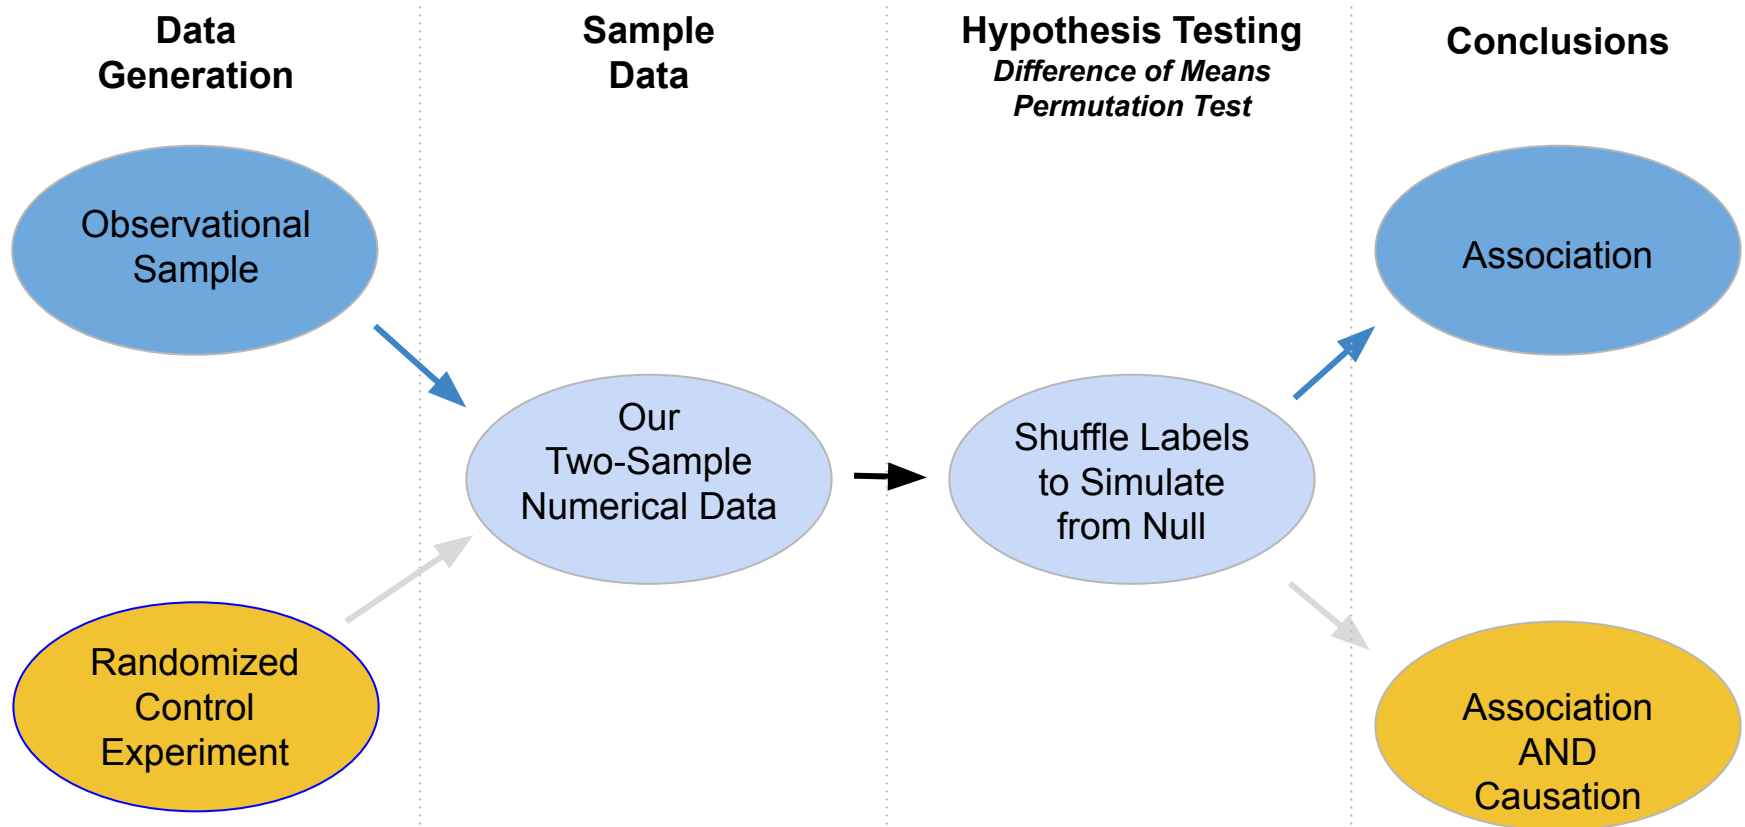 Data
Generation
Sample
Data
Hypothesis Testing
Difference of Means
Permutation Test
Conclusions
Observational
Sample
Association
Our
Two-Sample
Numerical Data
Shuffle Labels
to Simulate
from Null
Randomized
Control
Experiment
Association
AND
Causation